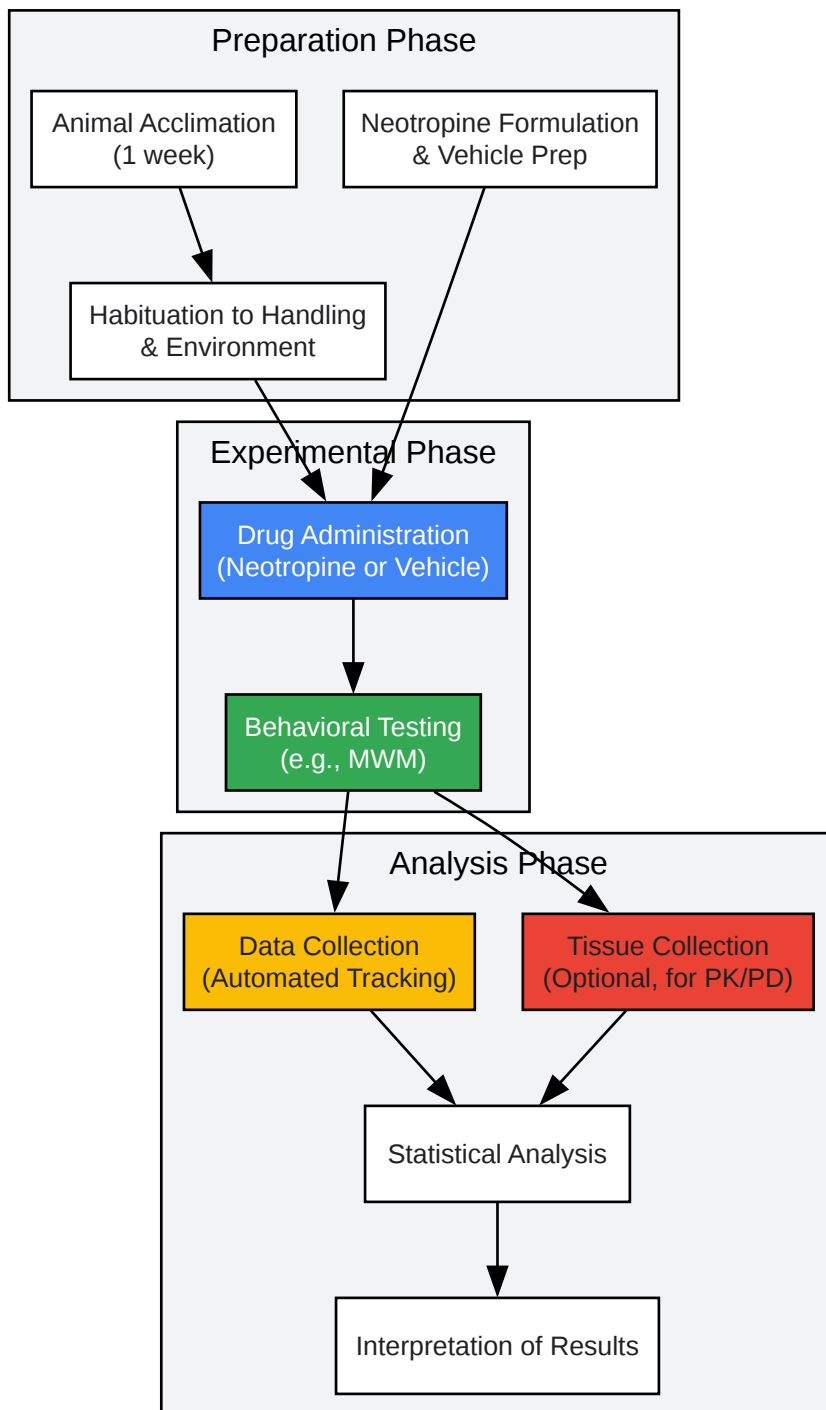 Preparation Phase
Animal Acclimation
(1 week)
Neotropine Formulation
& Vehicle Prep
Habituation to Handling
& Environment
Experimental Phase
Drug Administration
(Neotropine or Vehicle)
Behavioral Testing
(e.g., MWM)
Analysis Phase
Data Collection
(Automated Tracking)
Tissue Collection
(Optional, for PK/PD)
Statistical Analysis
Interpretation of Results